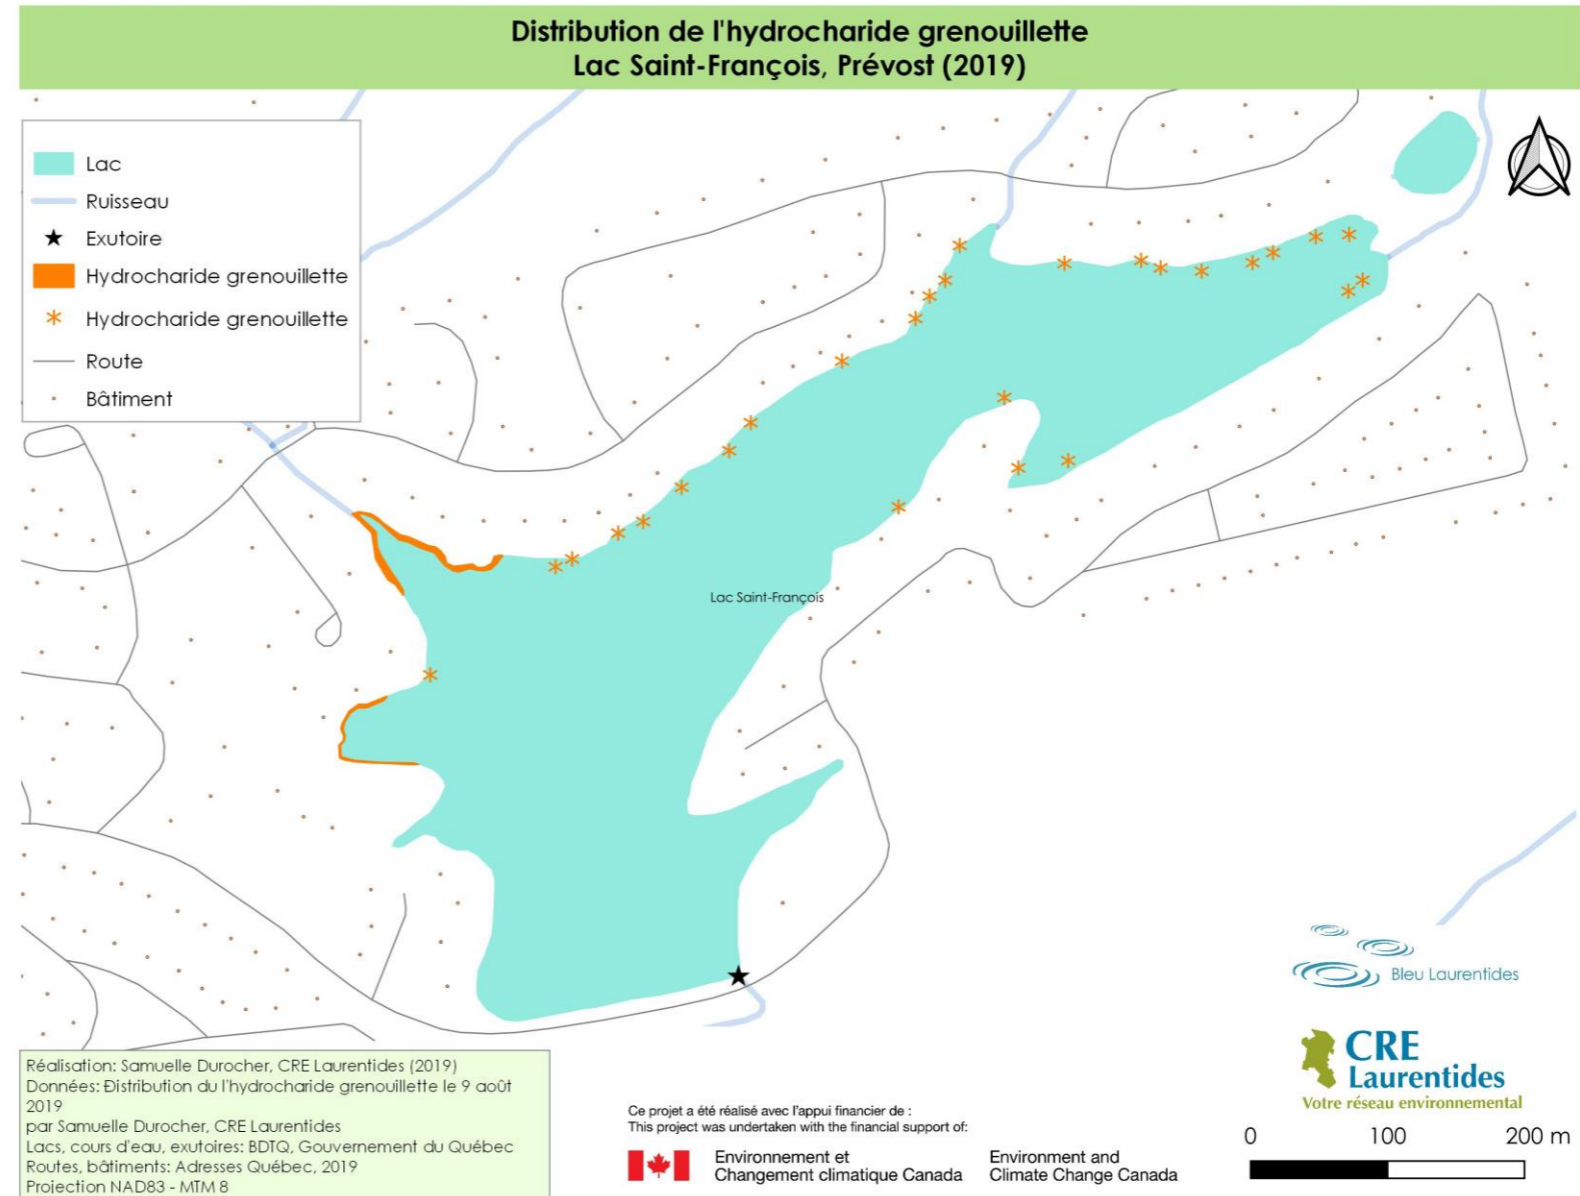 Distribution de l'hydrocharide grenouillette
Lac Saint-François, Prévost (2019)
Lac
Ruisseau
Exutoire
Hydrocharide grenouillette
Hydrocharide grenouillette
Route
Bâtiment
Lac Saint-François
Réalisation: Samuelle Durocher, CRE Laurentides (2019)
Données: Distribution du l'hydrocharide grenouillette le 9 août
2019
par Samuelle Durocher, CRE Laurentides
Lacs, cours d'eau, exutoires: BDTQ, Gouvernement du Québec
Routes, bâtiments: Adresses Québec, 2019
Projection NAD83 - MTM 8
Ce projet a été réalisé avec l'appui financier de :
This project was undertaken with the financial support of:
Environnement et
Changement climatique Canada
Environment and
Climate Change Canada
Bleu Laurentides
CRE
Laurentides
Votre réseau environnemental
0 100 200 m